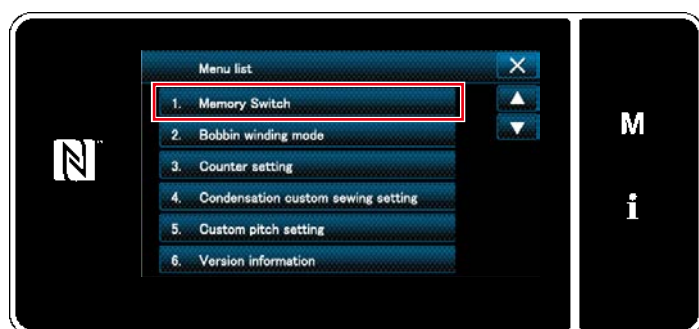 Menu list
1. Memory Switch
2. Bobbin winding mode
3. Counter setting
4. Condensation custom sewing setting
5. Custom pitch setting
6. Version information
M
i
N